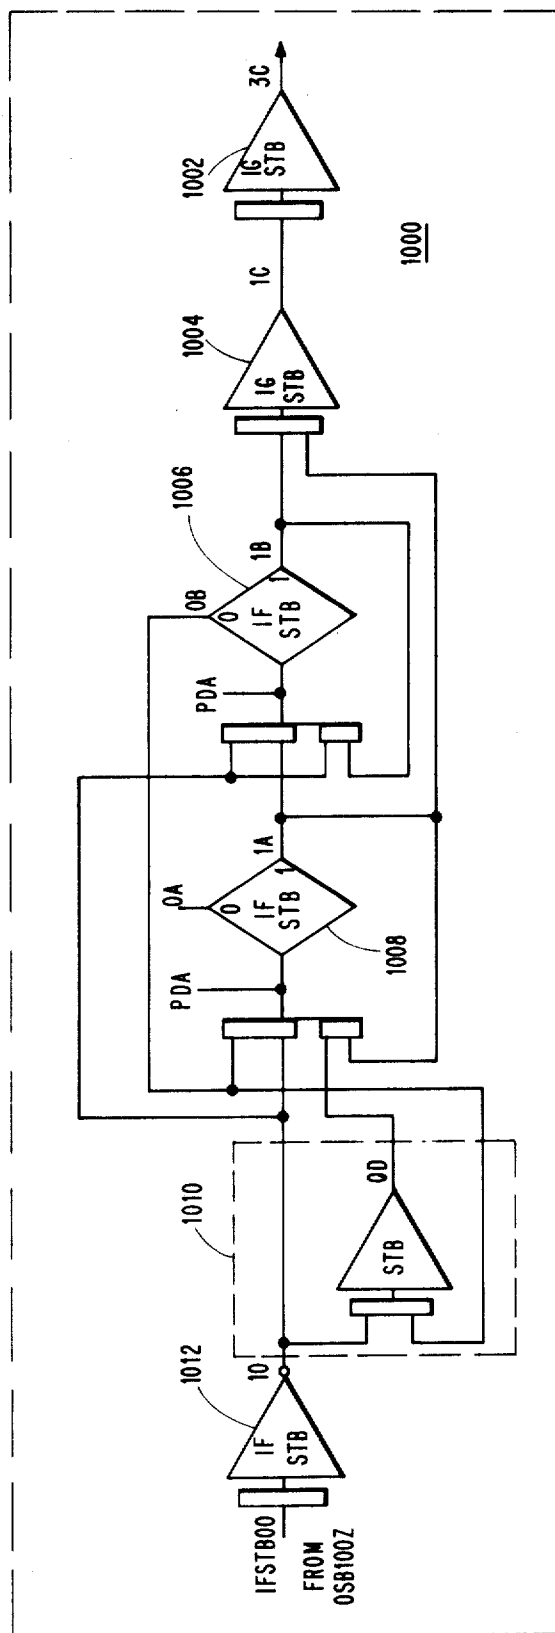 IFSTB00
FROM
OSB100Z
1012
IF
STB
10
1010
STB
0D
PDA
0A
0
IF
STB
1
1A
1008
PDA
0B
0
IF
STB
1
1B
1006
1004
IG
STB
1C
1002
IG
STB
3C
1000